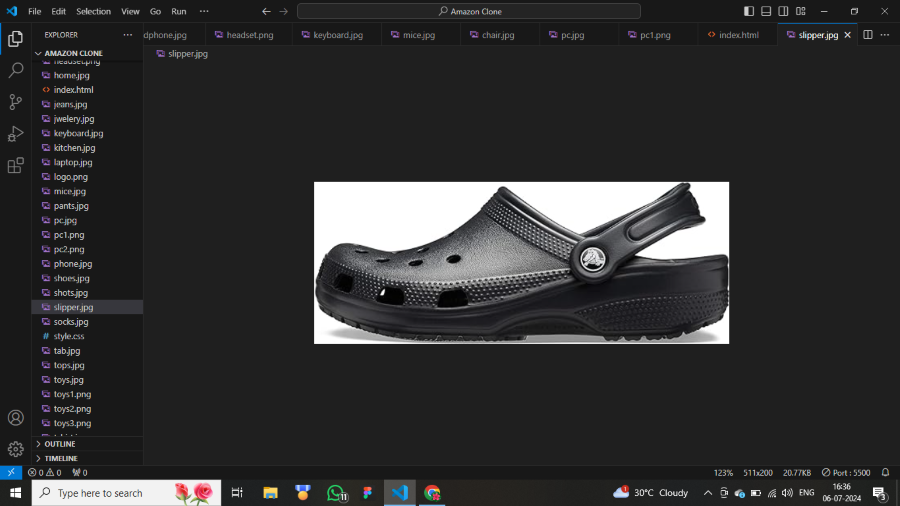 File Edit Selection View Go Run ··· Amazon Clone
EXPLORER ···
dphone.jpg headset.png keyboard.jpg mice.jpg chair.jpg pc.jpg pc1.png index.html slipper.jpg
AMAZON CLONE
slipper.jpg
headset.png
home.jpg
index.html
jeans.jpg
jwelery.jpg
keyboard.jpg
kitchen.jpg
laptop.jpg
logo.png
mice.jpg
pants.jpg
pc.jpg
pc1.png
pc2.png
phone.jpg
shoes.jpg
shots.jpg
slipper.jpg
socks.jpg
# style.css
tab.jpg
tops.jpg
toys.jpg
toys1.png
toys2.png
toys3.png
OUTLINE
TIMELINE
0 0 0 123% 511x200 20.77KB Port : 5500
Type here to search 11 1 30°C Cloudy ENG 16:36 06-07-2024 3